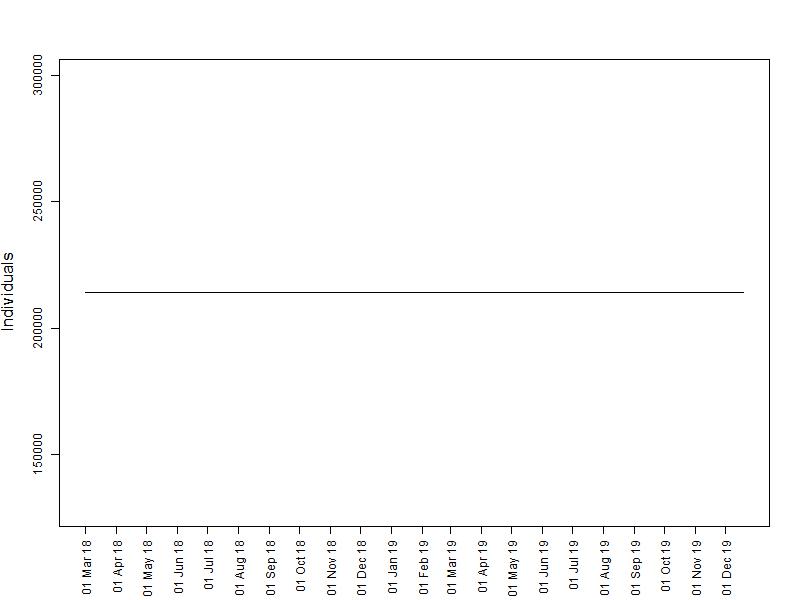 Individuals
300000
250000
200000
150000
01 Mar 18
01 Apr 18
01 May 18
01 Jun 18
01 Jul 18
01 Aug 18
01 Sep 18
01 Oct 18
01 Nov 18
01 Dec 18
01 Jan 19
01 Feb 19
01 Mar 19
01 Apr 19
01 May 19
01 Jun 19
01 Jul 19
01 Aug 19
01 Sep 19
01 Oct 19
01 Nov 19
01 Dec 19